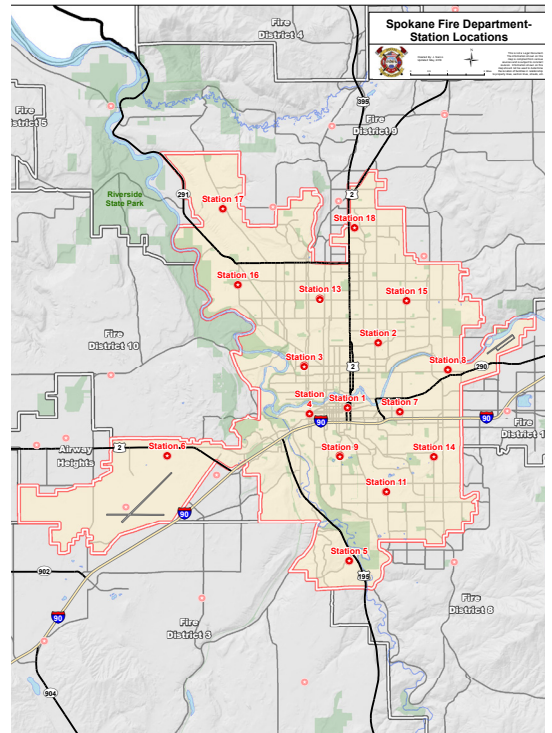 Spokane Fire Department-
Station Locations
Fire
District 4
Fire
District 9
Fire
District 10
Fire
District 3
Fire
District 8
Airway
Heights
Riverside
State Park
395
291
2
Station 17
Station 18
Station 16
Station 13
Station 15
Station 2
Station 3
Station 8
2
290
Station 4
Station 1
Station 7
90
90
2
Station 6
Station 9
Station 14
Station 11
90
Station 5
195
902
90
904